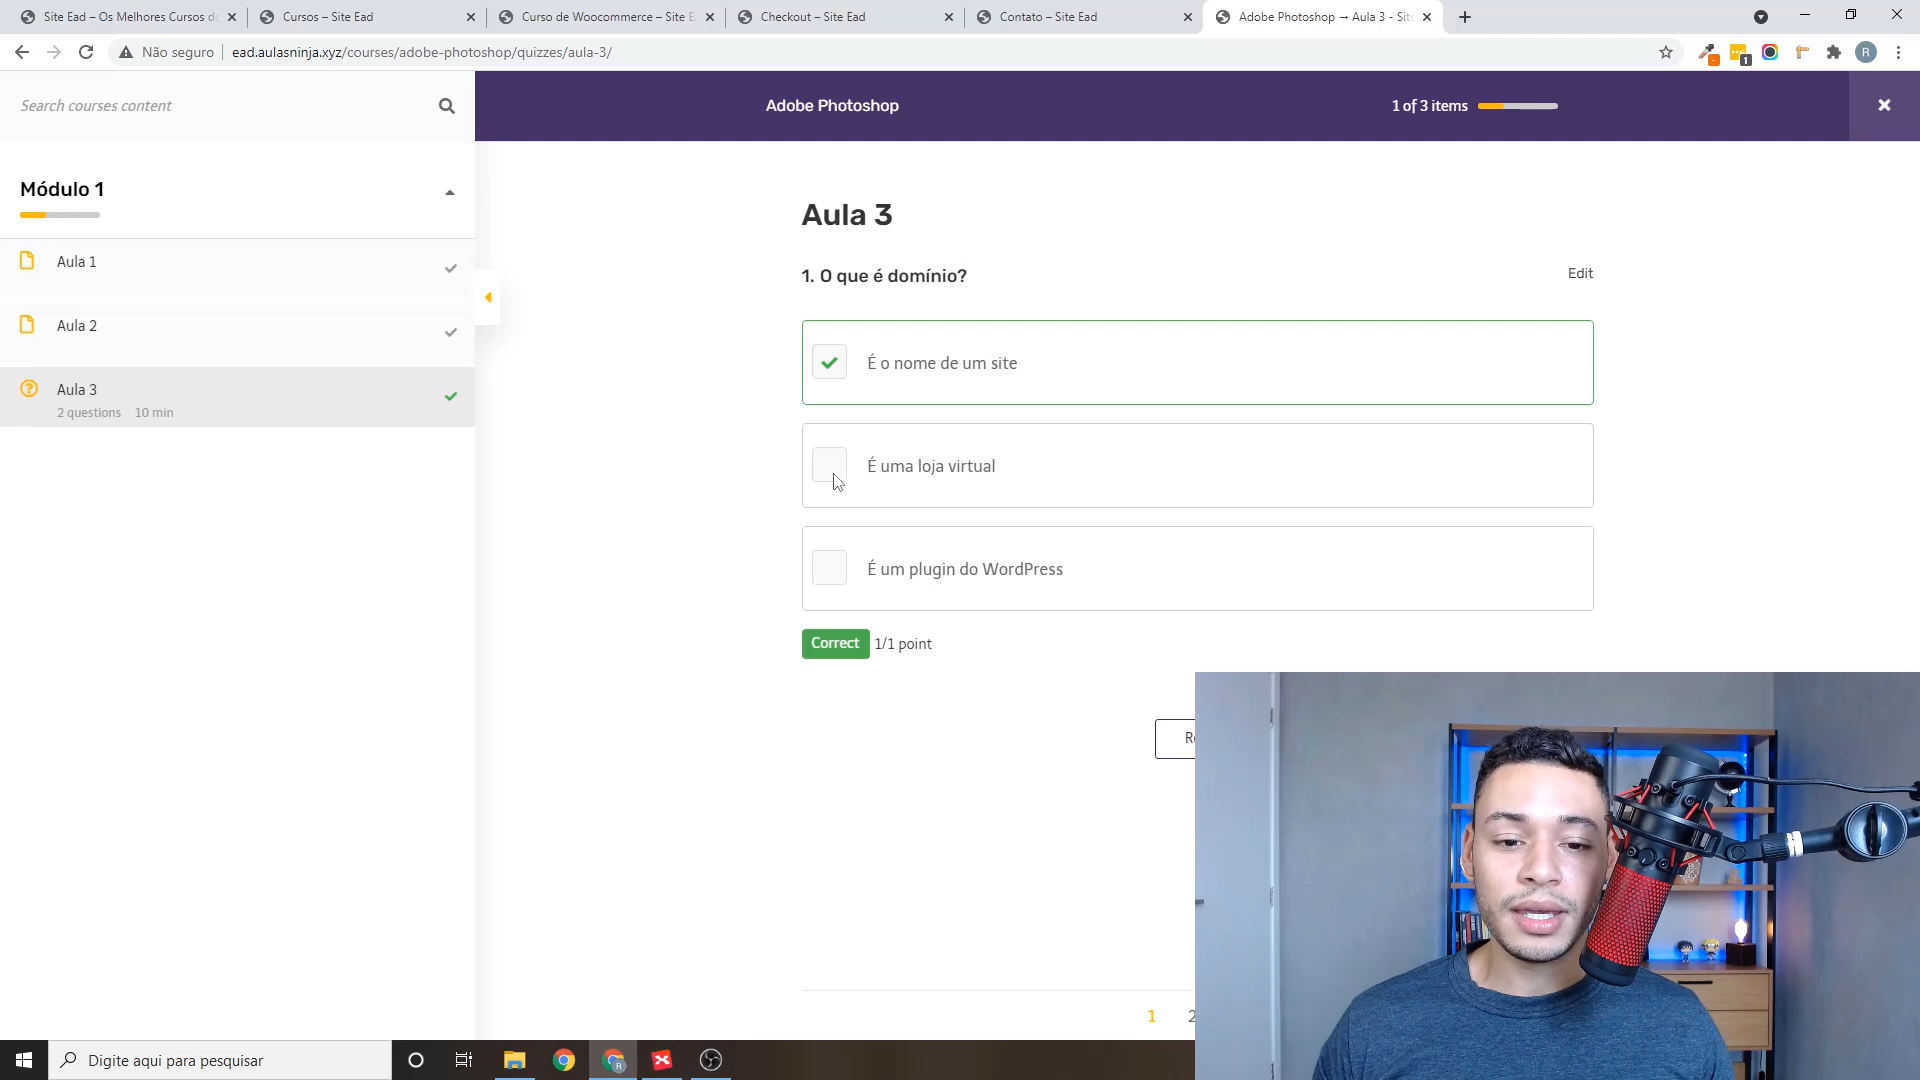 Site Ead – Os Melhores Cursos do
Cursos – Site Ead
Curso de Woocommerce – Site E
Checkout – Site Ead
Contato – Site Ead
Adobe Photoshop → Aula 3 - Sit
Não seguro
ead.aulasninja.xyz/courses/adobe-photoshop/quizzes/aula-3/
1
R
Search courses content
Adobe Photoshop
1 of 3 items
Módulo 1
Aula 1
Aula 2
Aula 3
2 questions 10 min
Aula 3
1. O que é domínio?
Edit
É o nome de um site
É uma loja virtual
É um plugin do WordPress
Correct 1/1 point
1 2
Digite aqui para pesquisar